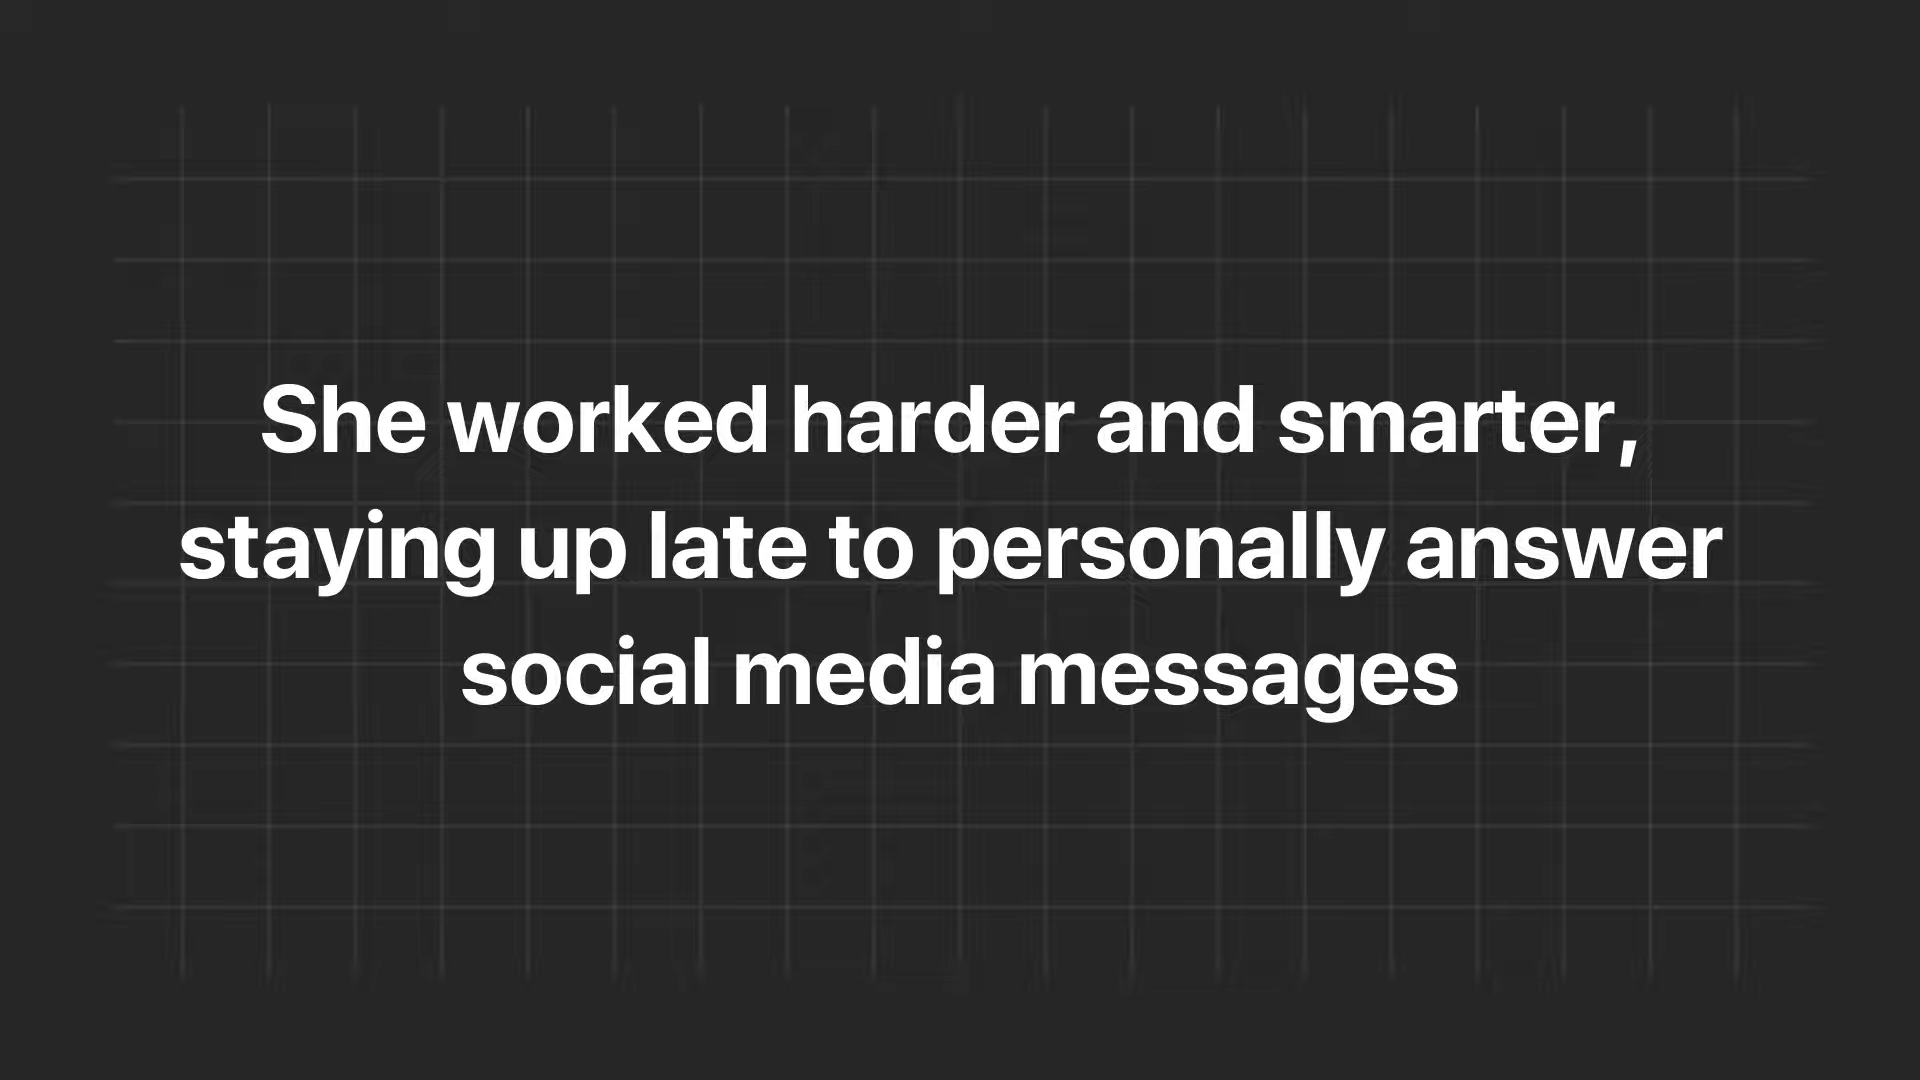 She worked harder and smarter,
staying up late to personally answer
social media messages